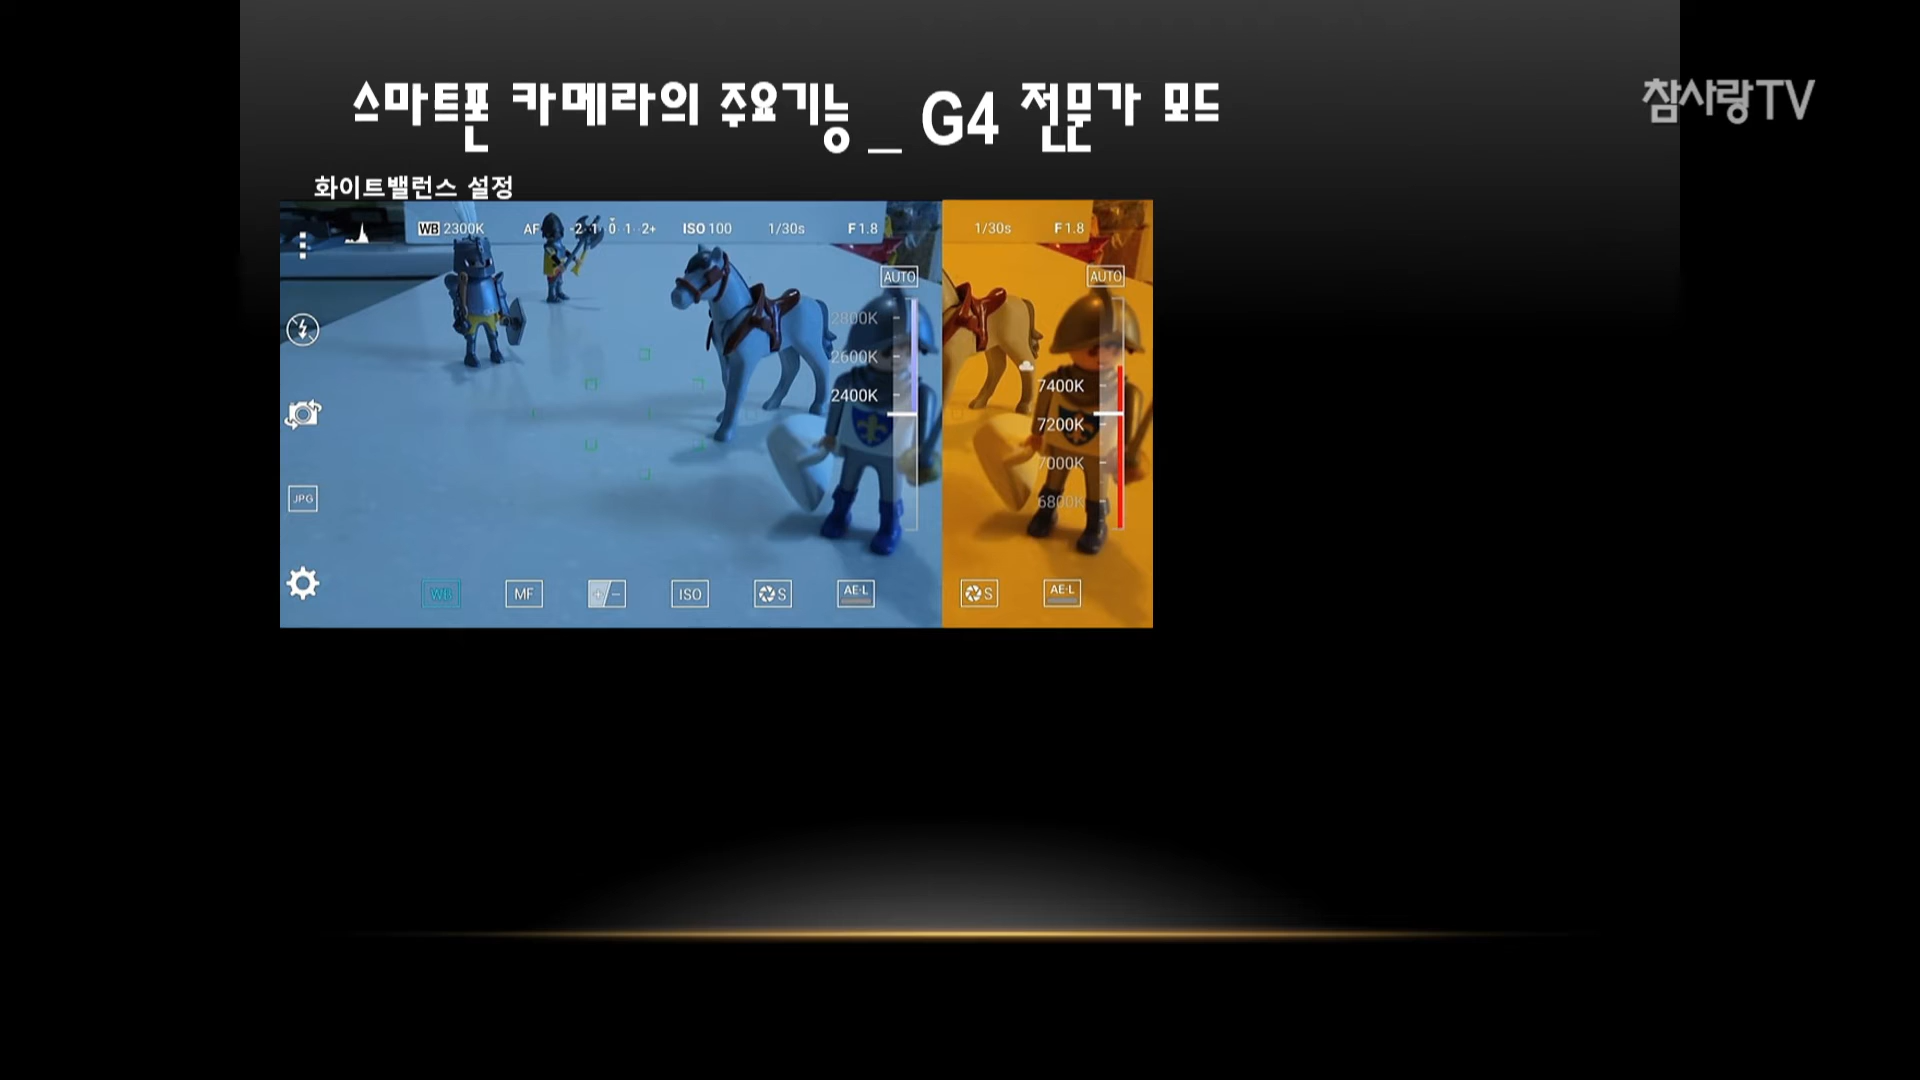 스마트폰 카메라의 주요기능 _ G4 전문가 모드
참사랑TV
화이트밸런스 설정
WB 2300K AF -2··1··0··1··2+ ISO 100 1/30s F 1.8
1/30s F 1.8
AUTO
AUTO
2800K
2600K
2400K
7400K
7200K
7000K
6800K
JPG
WB MF +/− ISO S AE-L
S AE-L